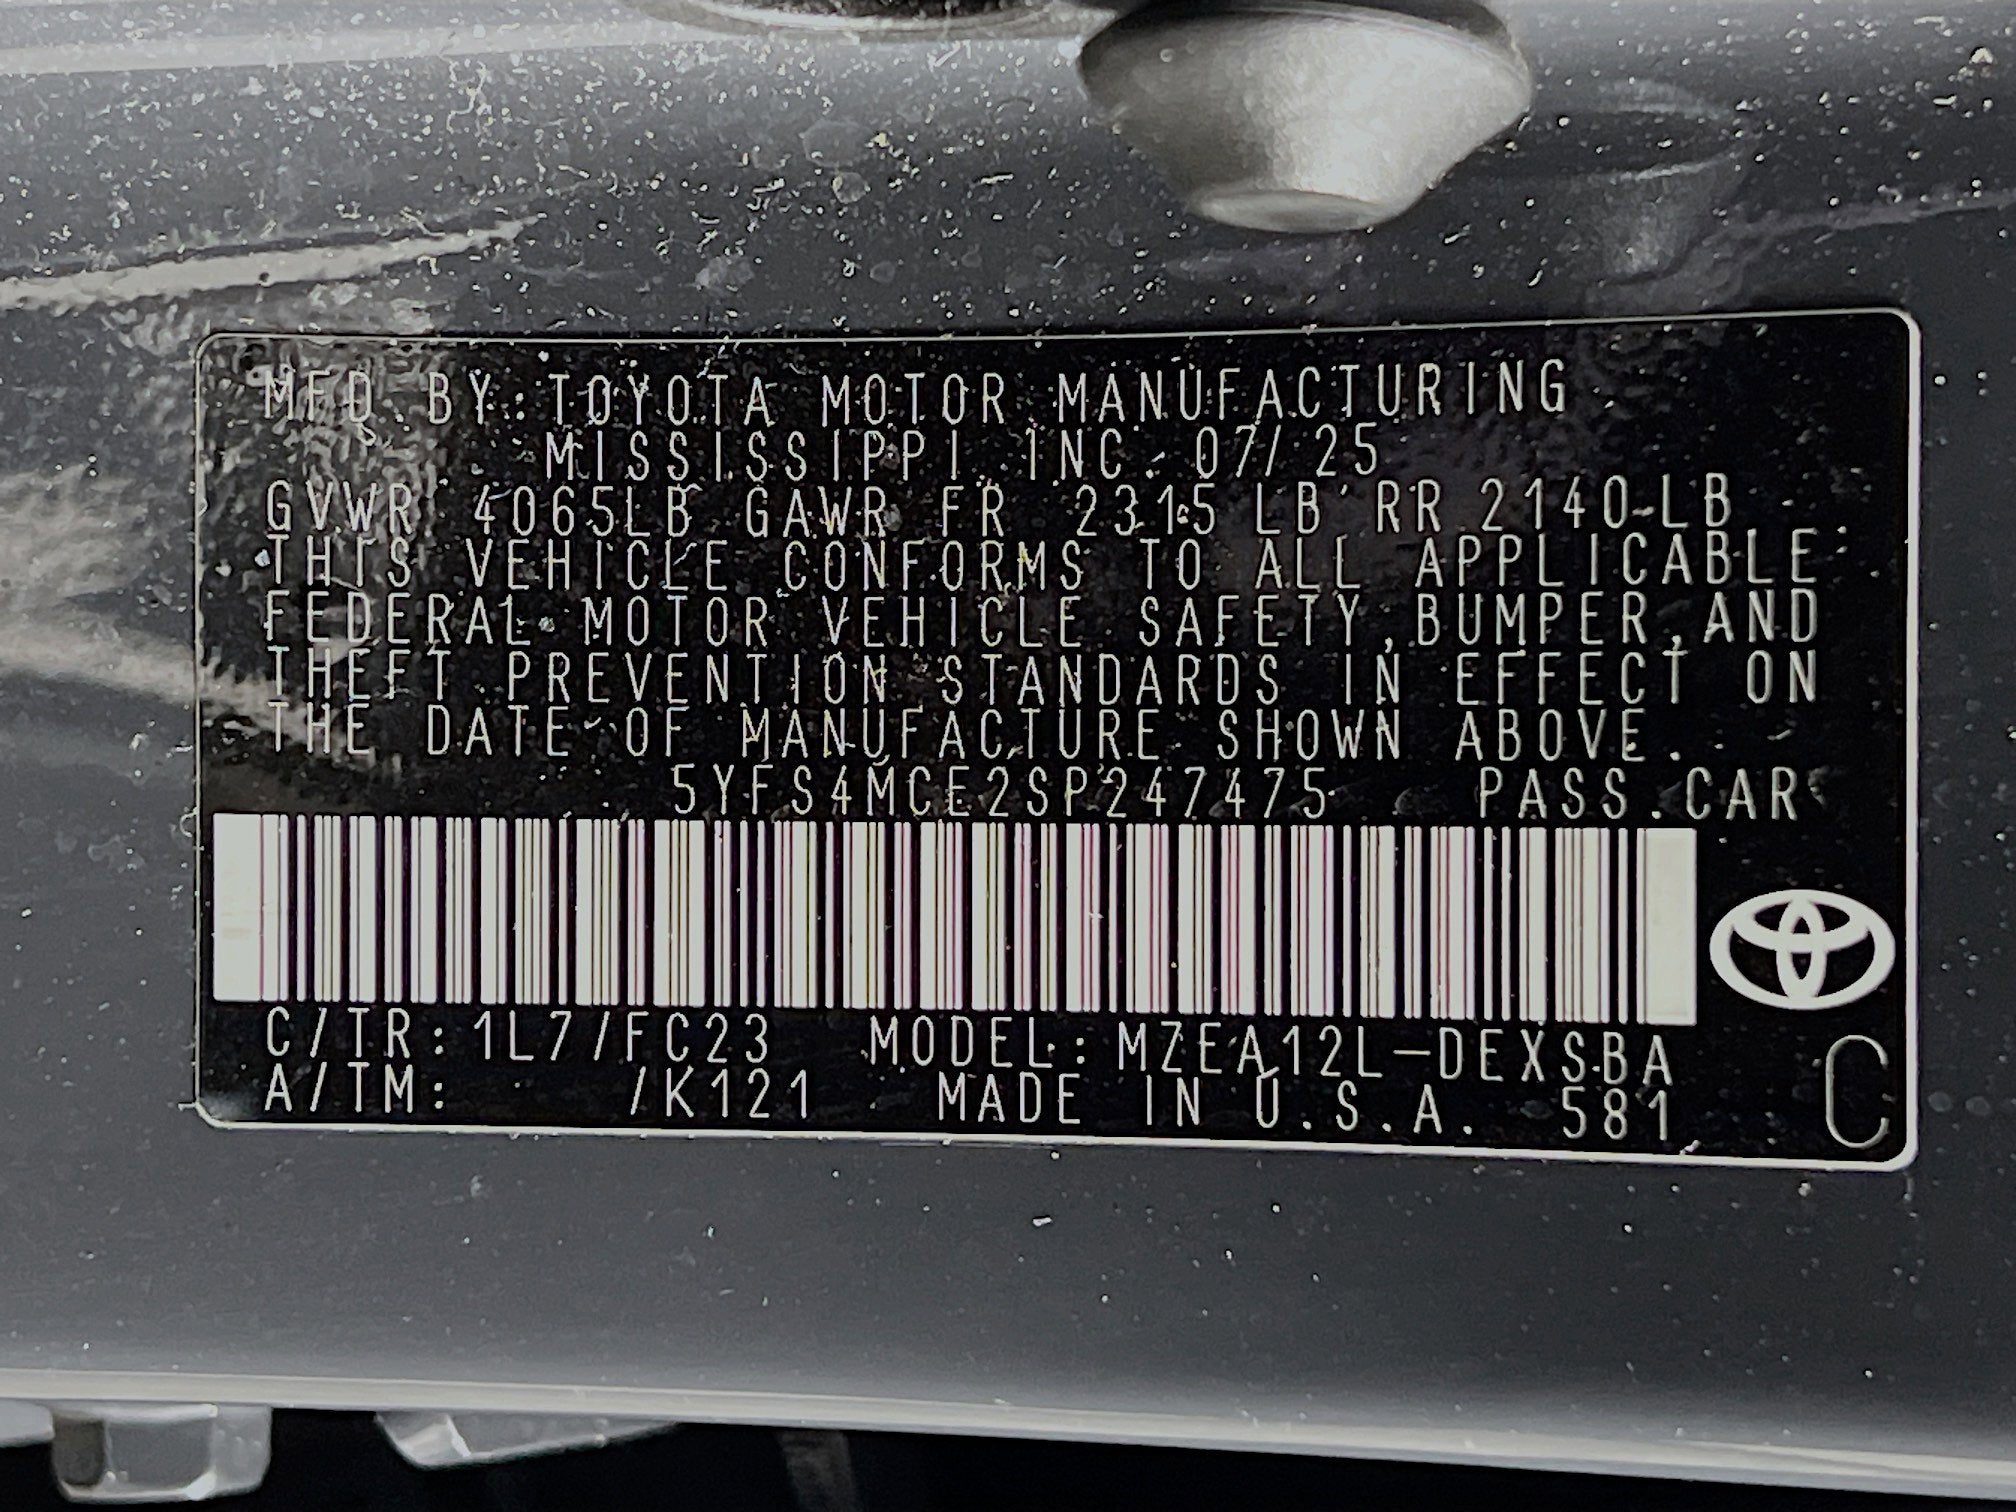 MFD. BY: TOYOTA MOTOR MANUFACTURING
MISSISSIPPI, INC. 07/25
GVWR 4065LB GAWR FR 2315 LB RR 2140 LB
THIS VEHICLE CONFORMS TO ALL APPLICABLE
FEDERAL MOTOR VEHICLE SAFETY, BUMPER, AND
THEFT PREVENTION STANDARDS IN EFFECT ON
THE DATE OF MANUFACTURE SHOWN ABOVE.
5YFS4MCE2SP247475 PASS. CAR
C/TR: 1L7/FC23 MODEL: MZEA12L-DEXSBA
A/TM: /K121 MADE IN U.S.A. 581
C